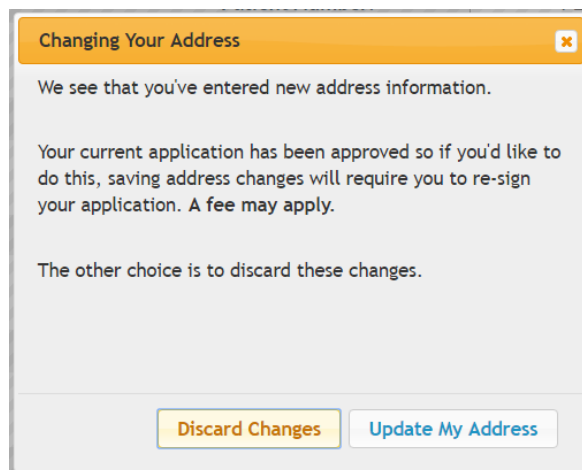 Changing Your Address
We see that you've entered new address information.
Your current application has been approved so if you'd like to
do this, saving address changes will require you to re-sign
your application. A fee may apply.
The other choice is to discard these changes.
Discard Changes
Update My Address